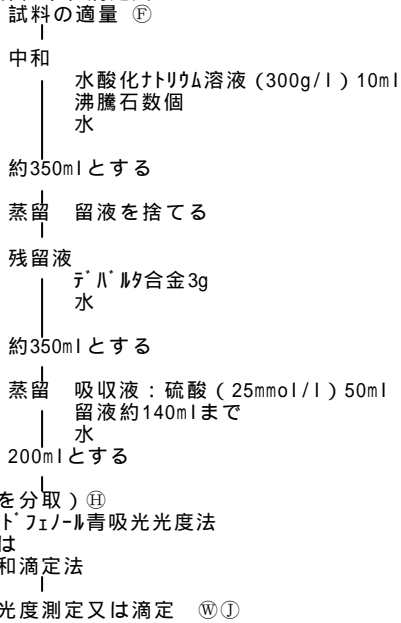 試料の適量 Ⓕ
中和
水酸化ﾅﾄﾘｳﾑ溶液(300g/l)10ml
沸騰石数個
水
約350mlとする
蒸留 留液を捨てる
残留液
ﾃﾞﾊﾞﾙﾀ合金3g
水
約350mlとする
蒸留 吸収液:硫酸(25mmol/l)50ml
留液約140mlまで
水
200mlとする
を分取)Ⓗ
ﾄﾞﾌｪﾉｰﾙ青吸光光度法
は
和滴定法
光度測定又は滴定 ⓌⒿ